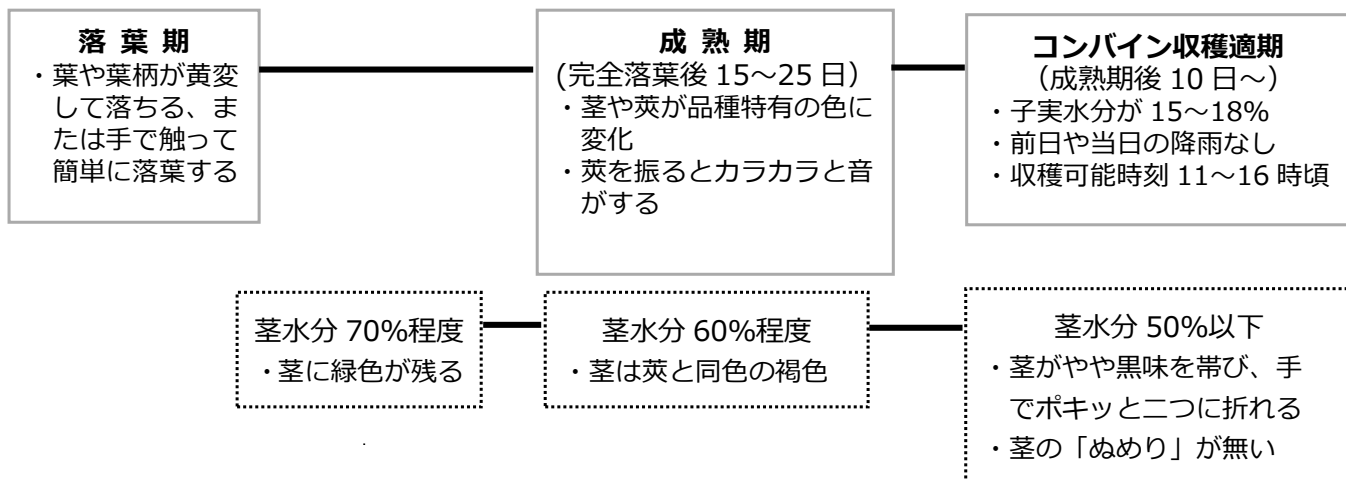 落 葉 期
・葉や葉柄が黄変
して落ちる、ま
たは手で触って
簡単に落葉する
成 熟 期
(完全落葉後 15～25 日）
・茎や莢が品種特有の色に
変化
・莢を振るとカラカラと音
がする
コンバイン収穫適期
（成熟期後 10 日～）
・子実水分が 15～18%
・前日や当日の降雨なし
・収穫可能時刻 11～16 時頃
茎水分 70%程度
・茎に緑色が残る
茎水分 60%程度
・茎は莢と同色の褐色
茎水分 50%以下
・茎がやや黒味を帯び、手
でポキッと二つに折れる
・茎の「ぬめり」が無い